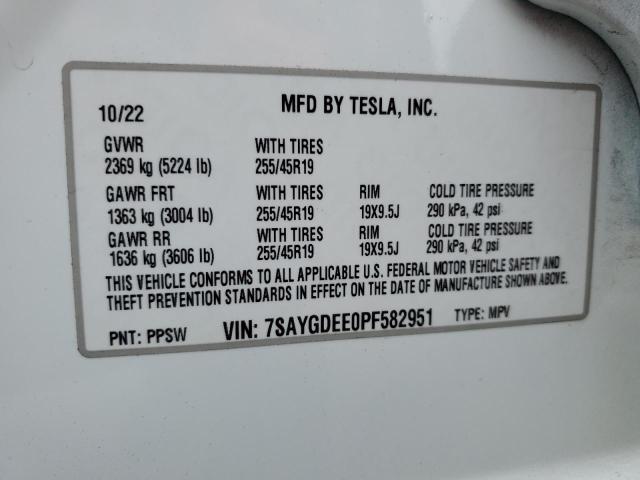 10/22 MFD BY TESLA, INC.
GVWR WITH TIRES
2369 kg (5224 lb) 255/45R19
GAWR FRT WITH TIRES RIM COLD TIRE PRESSURE
1363 kg (3004 lb) 255/45R19 19X9.5J 290 kPa, 42 psi
GAWR RR WITH TIRES RIM COLD TIRE PRESSURE
1636 kg (3606 lb) 255/45R19 19X9.5J 290 kPa, 42 psi
THIS VEHICLE CONFORMS TO ALL APPLICABLE U.S. FEDERAL MOTOR VEHICLE SAFETY AND
THEFT PREVENTION STANDARDS IN EFFECT ON THE DATE OF MANUFACTURE SHOWN ABOVE.
PNT: PPSW VIN: 7SAYGDEE0PF582951 TYPE: MPV